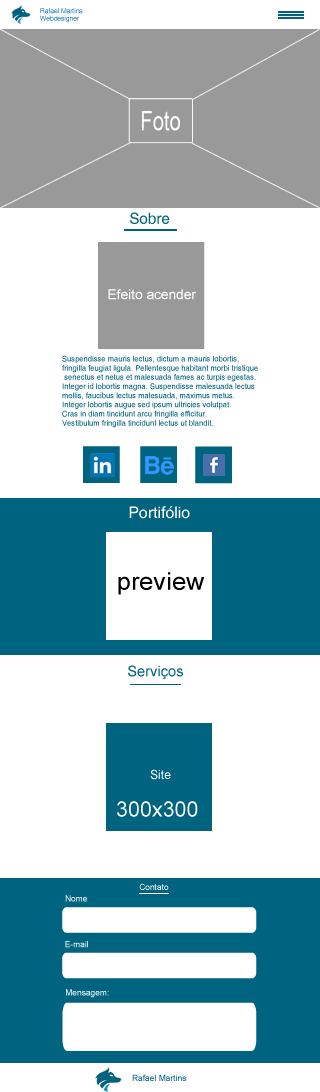 Rafael Martins
Webdesigner
Foto
Sobre
Efeito acender
Suspendisse mauris lectus, dictum a mauris lobortis,
fringilla feugiat ligula. Pellentesque habitant morbi tristique
senectus et netus et malesuada fames ac turpis egestas.
Integer id lobortis magna. Suspendisse malesuada lectus
mollis, faucibus lectus malesuada, maximus metus.
Integer lobortis augue sed ipsum ultricies volutpat.
Cras in diam tincidunt arcu fringilla efficitur.
Vestibulum fringilla tincidunt lectus ut blandit.
in Bē f
Portifólio
preview
Serviços
Site
300x300
Contato
Nome
E-mail
Mensagem:
Rafael Martins